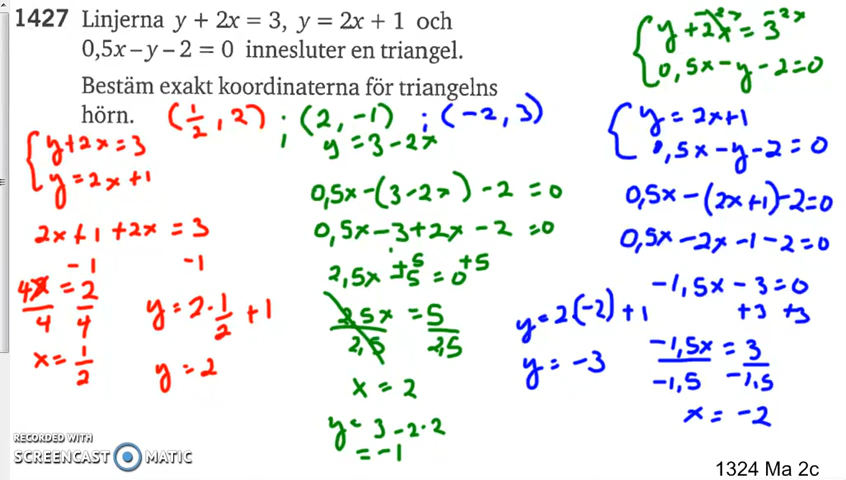 1427 Linjerna y + 2x = 3, y = 2x + 1 och
0,5x − y − 2 = 0 innesluter en triangel.
Bestäm exakt koordinaterna för triangelns
hörn. (1/2, 2) ; (2, -1) ; (-2, 3)
y+2x=3
y=2x+1
2x+1+2x=3
-1 -1
4x/4 = 2/4
x=1/2
y=2·1/2+1
y=2
y=3-2x
0,5x-(3-2x)-2=0
0,5x-3+2x-2=0
2,5x-5+5=0+5
2,5x/2,5=5/2,5
x=2
y=3-2·2
=-1
y+2x-2x=3-2x
0,5x-y-2=0
y=2x+1
0,5x-y-2=0
0,5x-(2x+1)-2=0
0,5x-2x-1-2=0
-1,5x-3=0
+3 +3
-1,5x/-1,5=3/-1,5
x=-2
y=2(-2)+1
y=-3
RECORDED WITH
SCREENCAST MATIC
1324 Ma 2c